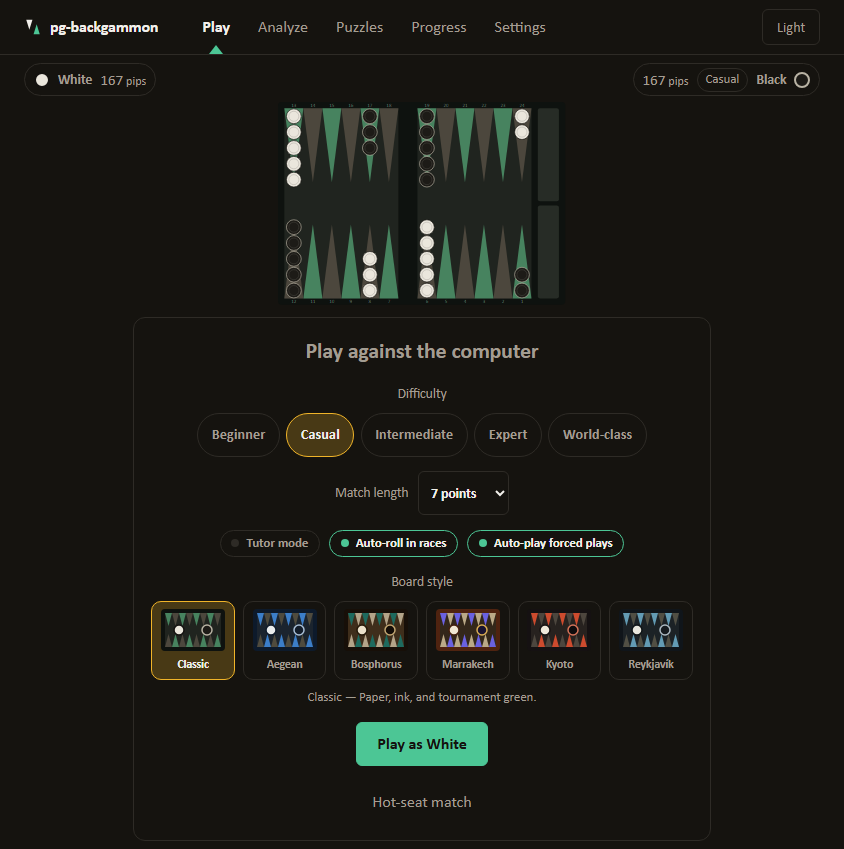 pg-backgammon Play Analyze Puzzles Progress Settings Light
White 167 pips 167 pips Casual Black
Play against the computer
Difficulty
Beginner Casual Intermediate Expert World-class
Match length 7 points
Tutor mode Auto-roll in races Auto-play forced plays
Board style
Classic Aegean Bosphorus Marrakech Kyoto Reykjavík
Classic — Paper, ink, and tournament green.
Play as White
Hot-seat match